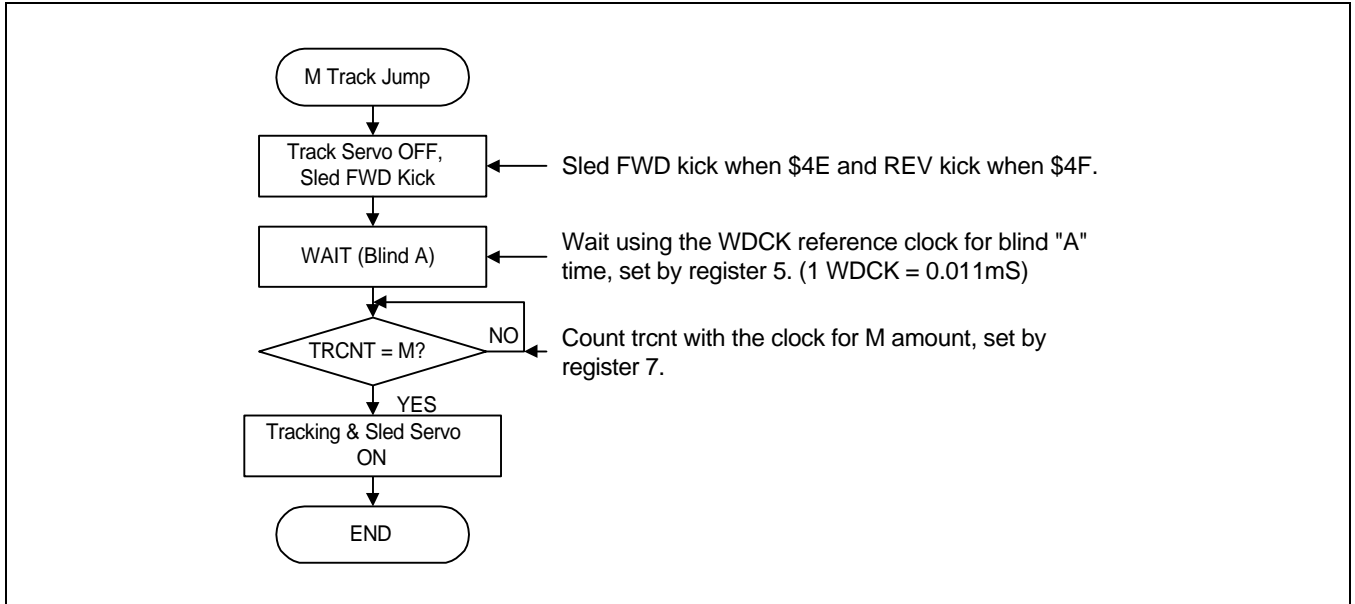 M Track Jump
Track Servo OFF,
Sled FWD Kick
Sled FWD kick when $4E and REV kick when $4F.
WAIT (Blind A)
Wait using the WDCK reference clock for blind "A"
time, set by register 5. (1 WDCK = 0.011mS)
TRCNT = M?
NO
Count trcnt with the clock for M amount, set by
register 7.
YES
Tracking & Sled Servo
ON
END